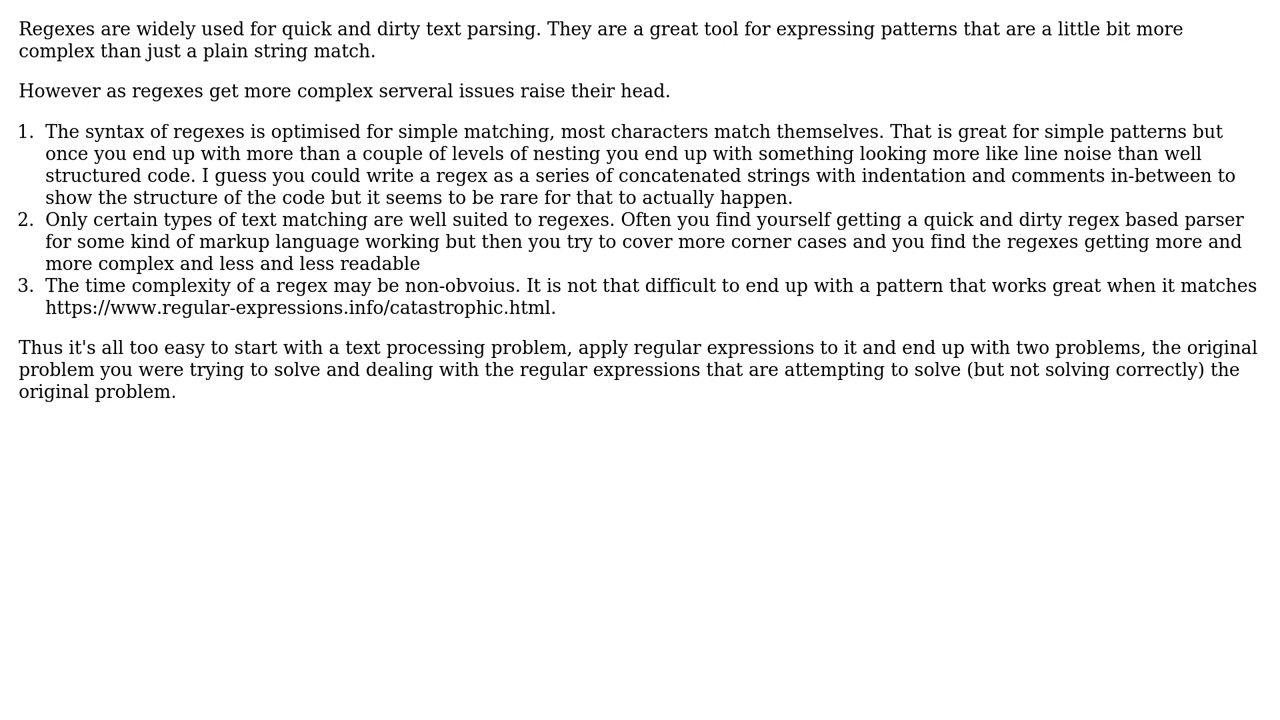 Regexes are widely used for quick and dirty text parsing. They are a great tool for expressing patterns that are a little bit more
complex than just a plain string match.
However as regexes get more complex serveral issues raise their head.
1. The syntax of regexes is optimised for simple matching, most characters match themselves. That is great for simple patterns but
once you end up with more than a couple of levels of nesting you end up with something looking more like line noise than well
structured code. I guess you could write a regex as a series of concatenated strings with indentation and comments in-between to
show the structure of the code but it seems to be rare for that to actually happen.
2. Only certain types of text matching are well suited to regexes. Often you find yourself getting a quick and dirty regex based parser
for some kind of markup language working but then you try to cover more corner cases and you find the regexes getting more and
more complex and less and less readable
3. The time complexity of a regex may be non-obvoius. It is not that difficult to end up with a pattern that works great when it matches
https://www.regular-expressions.info/catastrophic.html.
Thus it's all too easy to start with a text processing problem, apply regular expressions to it and end up with two problems, the original
problem you were trying to solve and dealing with the regular expressions that are attempting to solve (but not solving correctly) the
original problem.